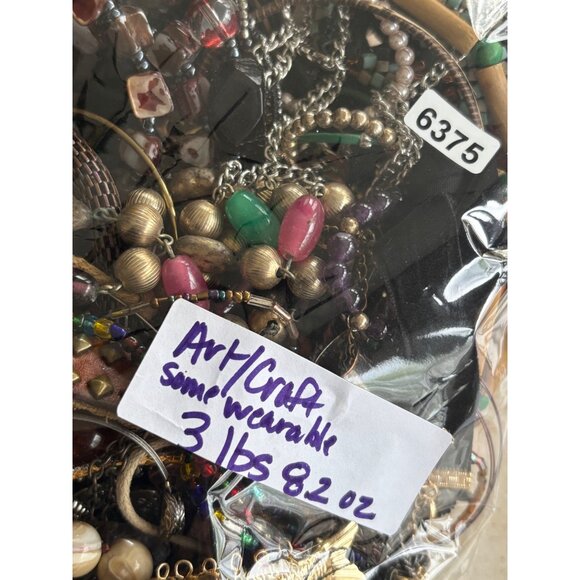 6375
Art/Craft
some wearable
3 lbs 8.2 oz